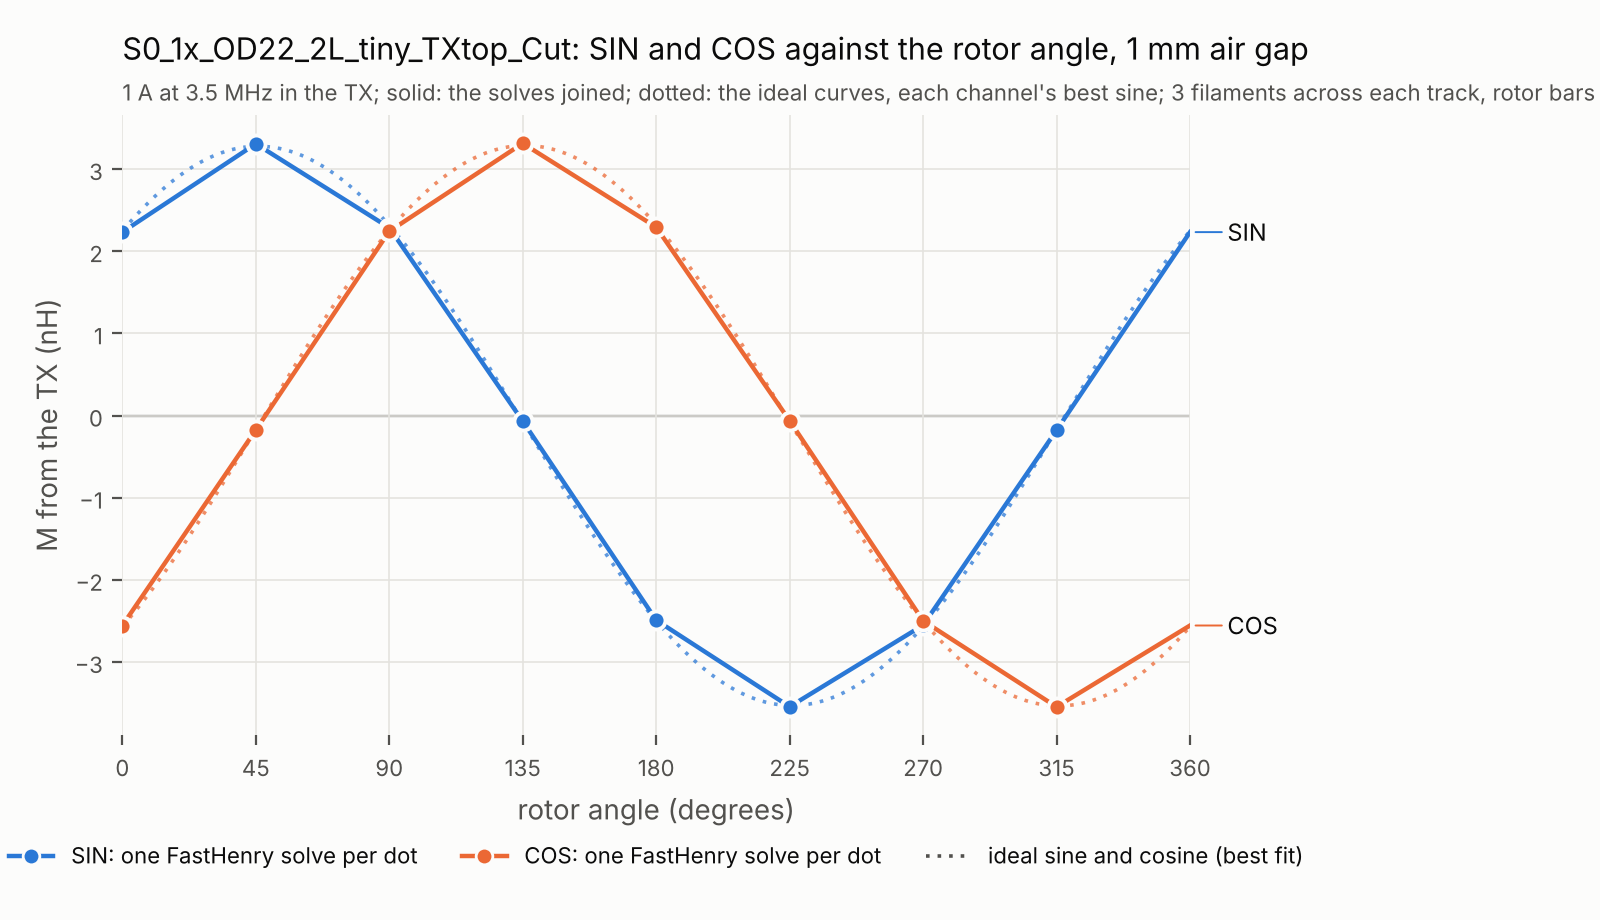 S0_1x_OD22_2L_tiny_TXtop_Cut: SIN and COS against the rotor angle, 1 mm air gap
1 A at 3.5 MHz in the TX; solid: the solves joined; dotted: the ideal curves, each channel's best sine; 3 filaments across each track, rotor bars
M from the TX (nH)
3
2
1
0
−1
−2
−3
SIN
COS
0 45 90 135 180 225 270 315 360
rotor angle (degrees)
SIN: one FastHenry solve per dot COS: one FastHenry solve per dot ideal sine and cosine (best fit)